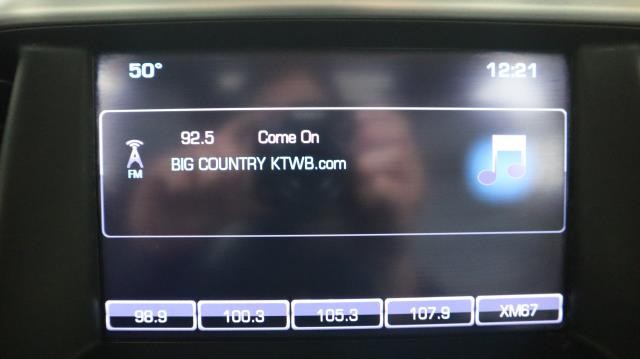 50° 12:21
92.5 Come On
FM BIG COUNTRY KTWB.com
98.9 100.3 105.3 107.9 XM67